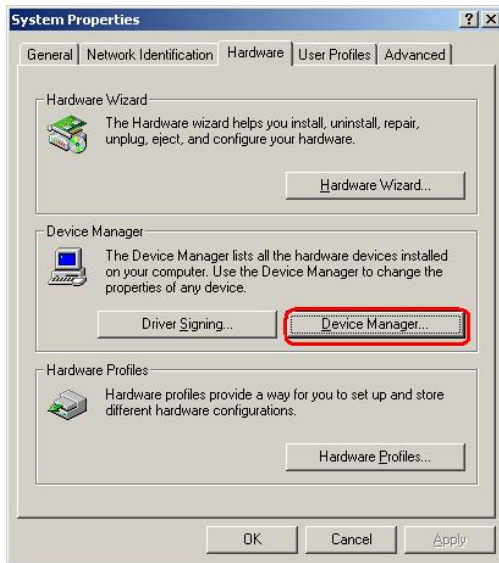 System Properties
General Network Identification Hardware User Profiles Advanced
Hardware Wizard
The Hardware wizard helps you install, uninstall, repair,
unplug, eject, and configure your hardware.
Hardware Wizard...
Device Manager
The Device Manager lists all the hardware devices installed
on your computer. Use the Device Manager to change the
properties of any device.
Driver Signing... Device Manager...
Hardware Profiles
Hardware profiles provide a way for you to set up and store
different hardware configurations.
Hardware Profiles...
OK Cancel Apply